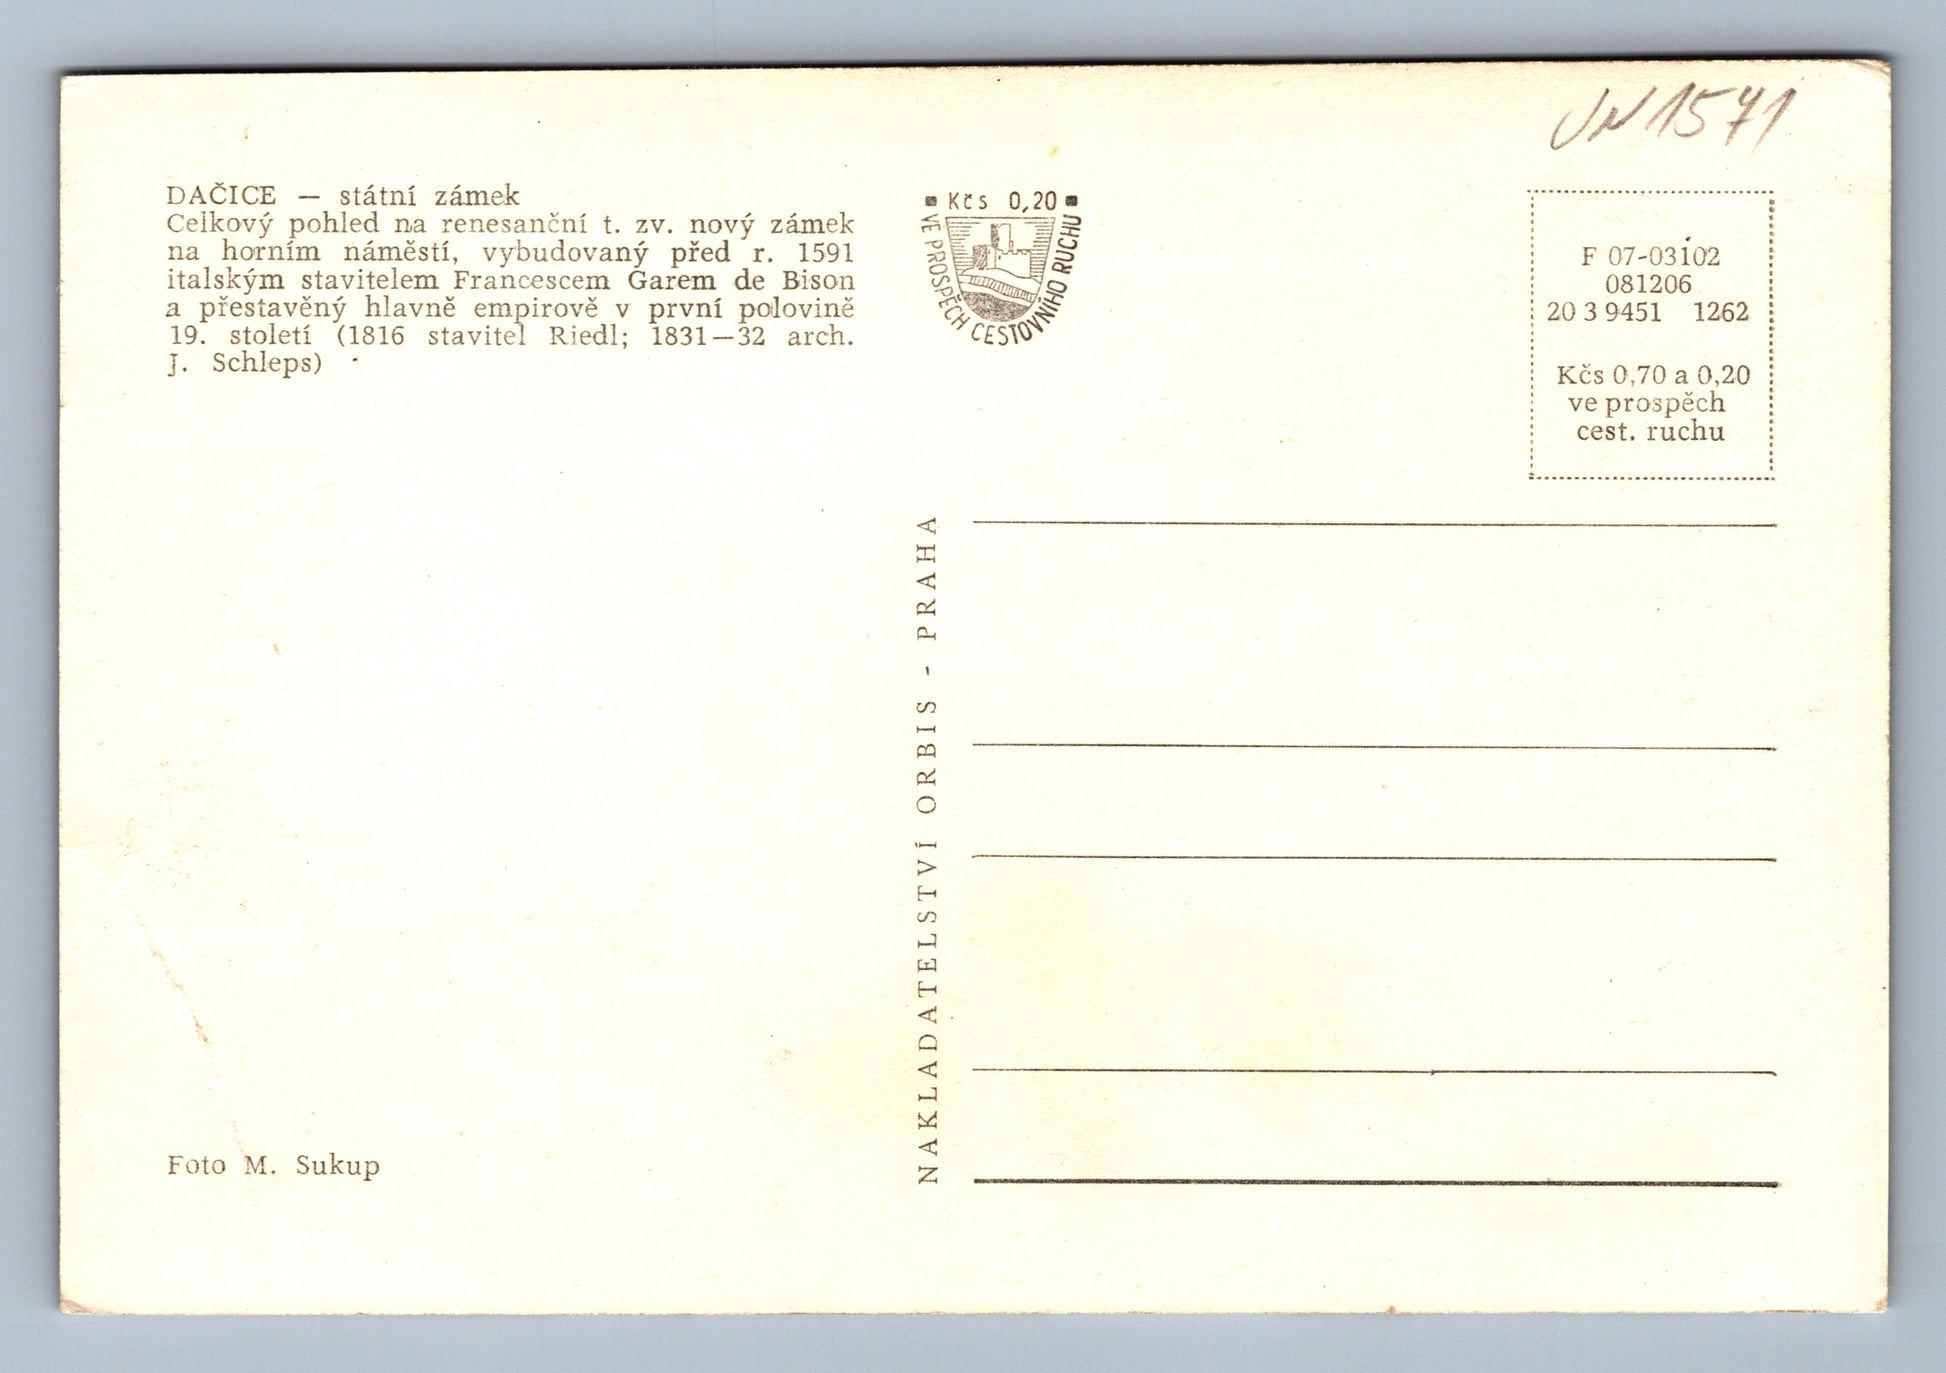 DAČICE — státní zámek
Celkový pohled na renesanční t. zv. nový zámek
na horním náměstí, vybudovaný před r. 1591
italským stavitelem Francescem Garem de Bison
a přestavěný hlavně empirově v první polovině
19. století (1816 stavitel Riedl; 1831—32 arch.
J. Schleps)
Foto M. Sukup
Kčs 0,20
VE PROSPĚCH CESTOVNÍHO RUCHU
NAKLADATELSTVÍ ORBIS - PRAHA
1571
F 07-03102
081206
20 3 9451 1262
Kčs 0,70 a 0,20
ve prospěch
cest. ruchu